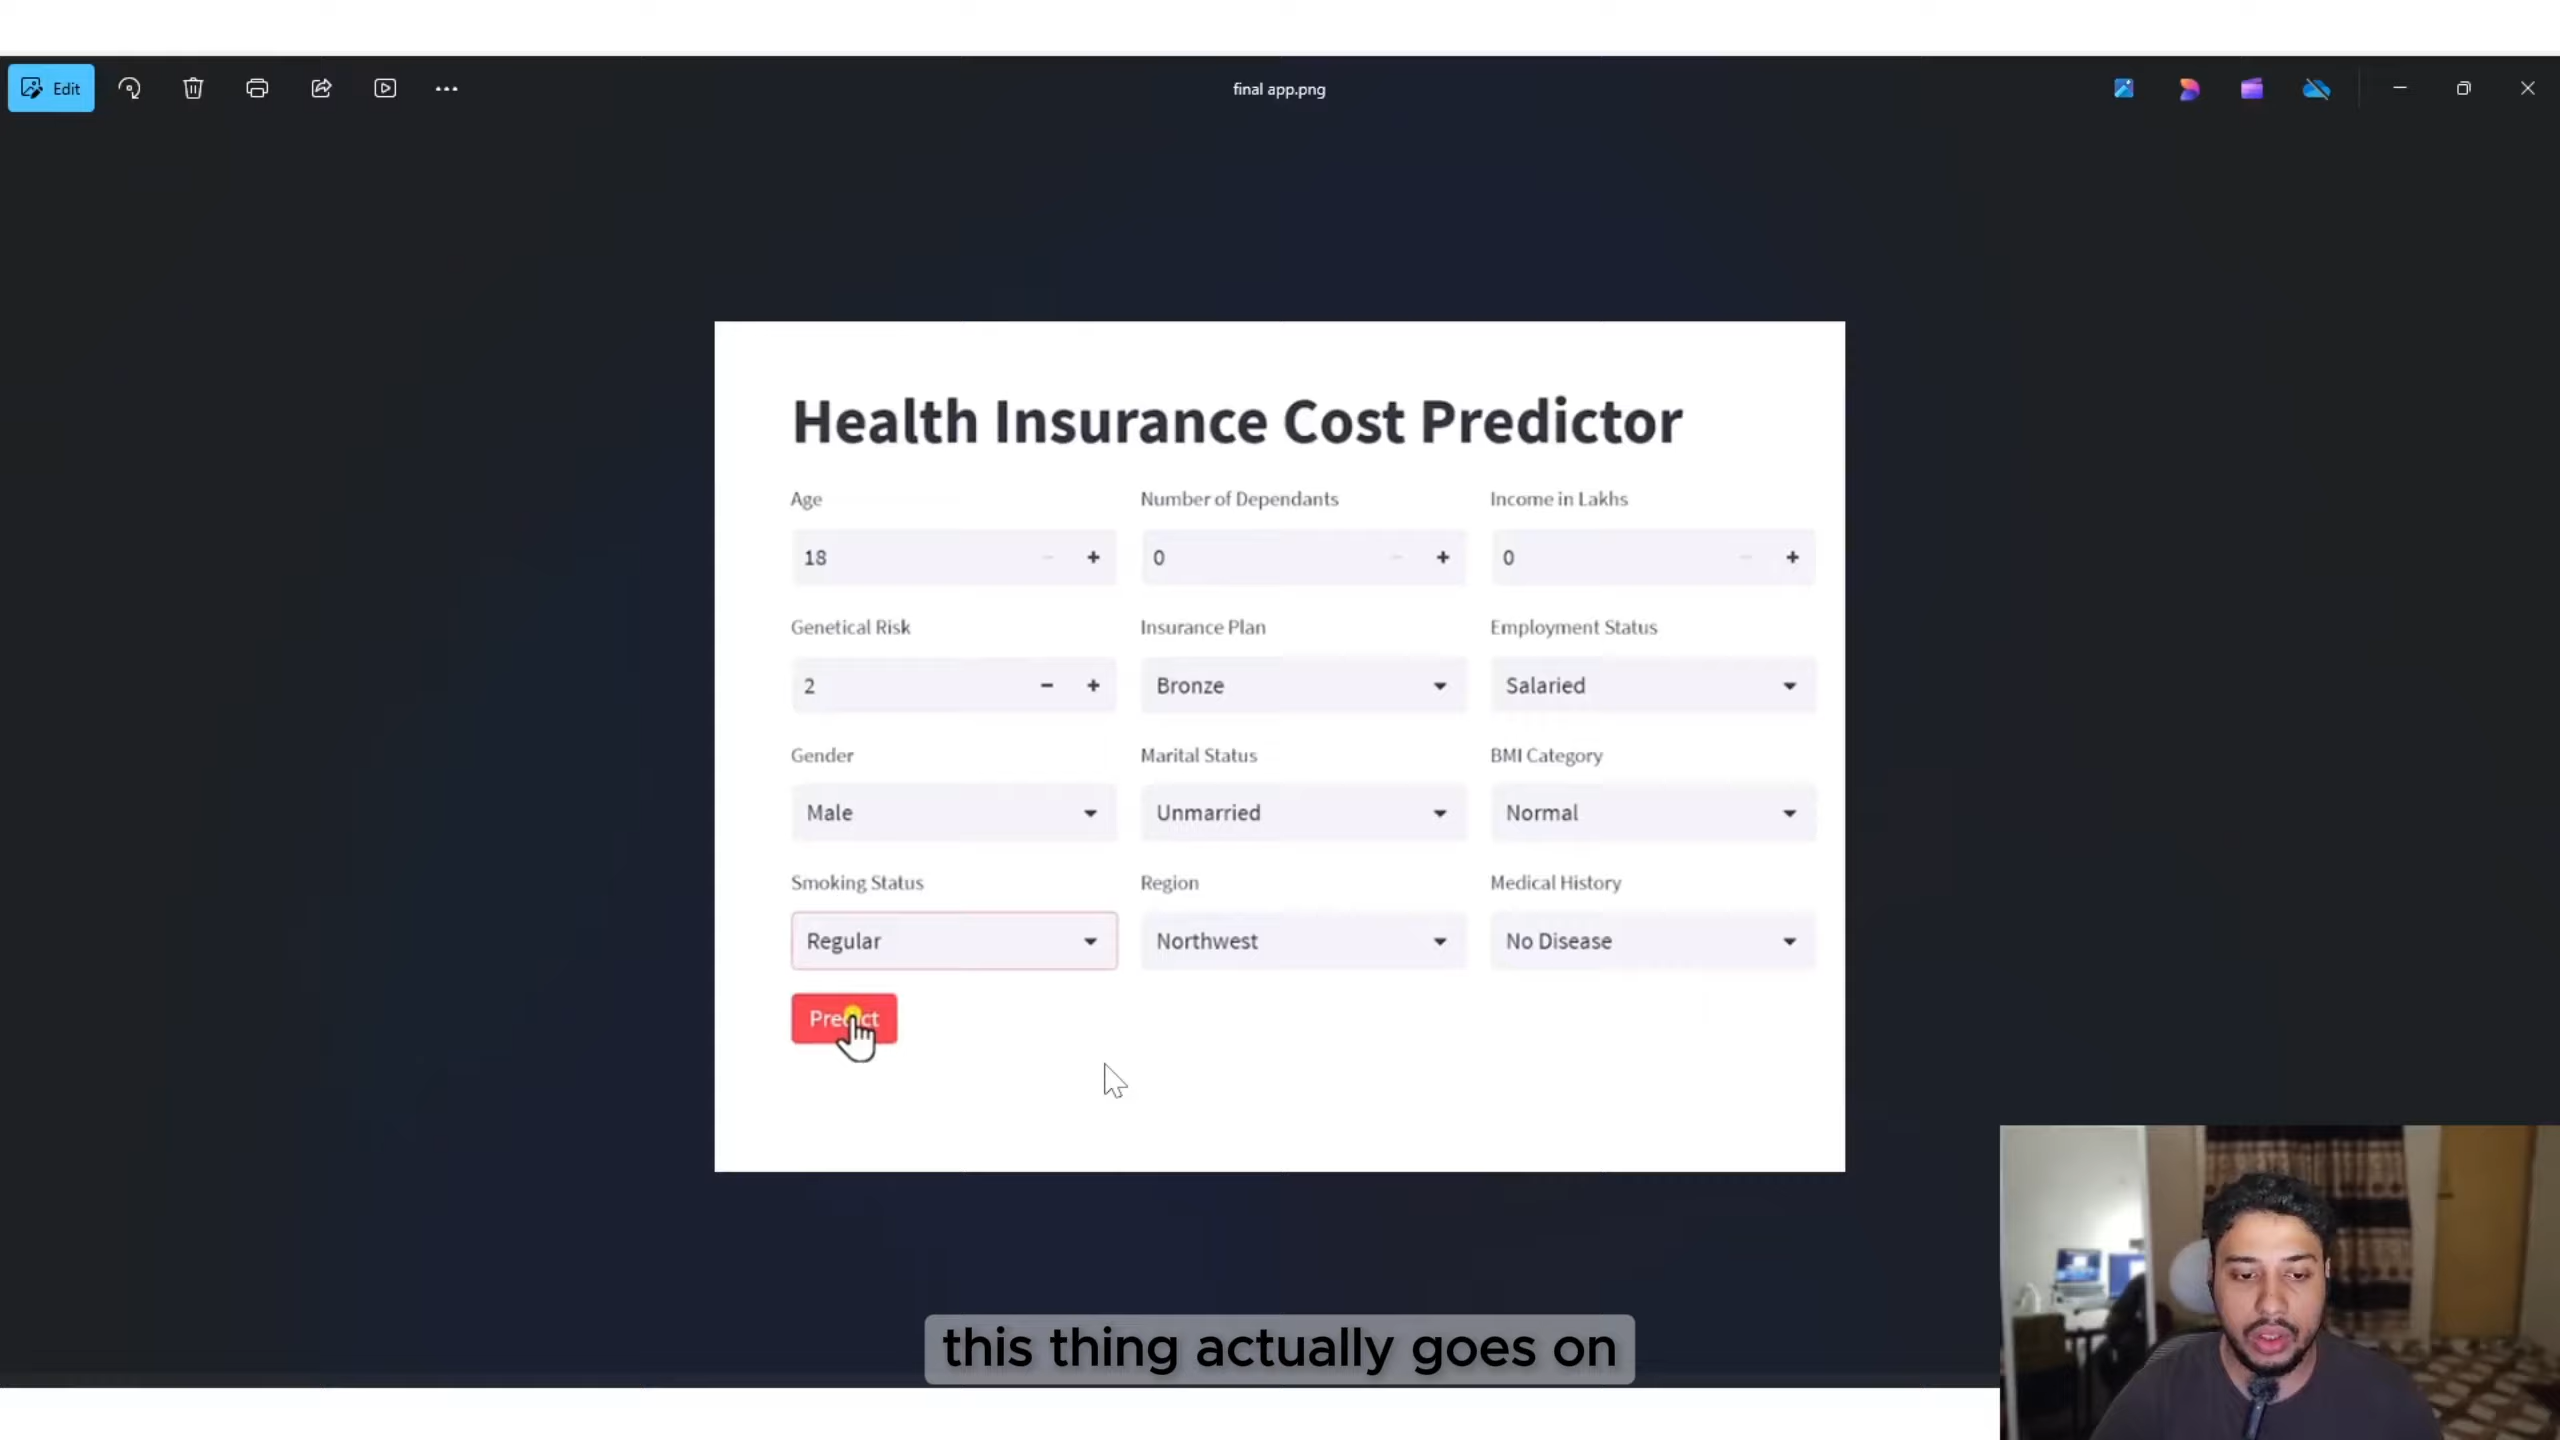 Edit
final app.png
Health Insurance Cost Predictor
Age
Number of Dependants
Income in Lakhs
18
0
0
Genetical Risk
Insurance Plan
Employment Status
2
Bronze
Salaried
Gender
Marital Status
BMI Category
Male
Unmarried
Normal
Smoking Status
Region
Medical History
Regular
Northwest
No Disease
Predict
this thing actually goes on